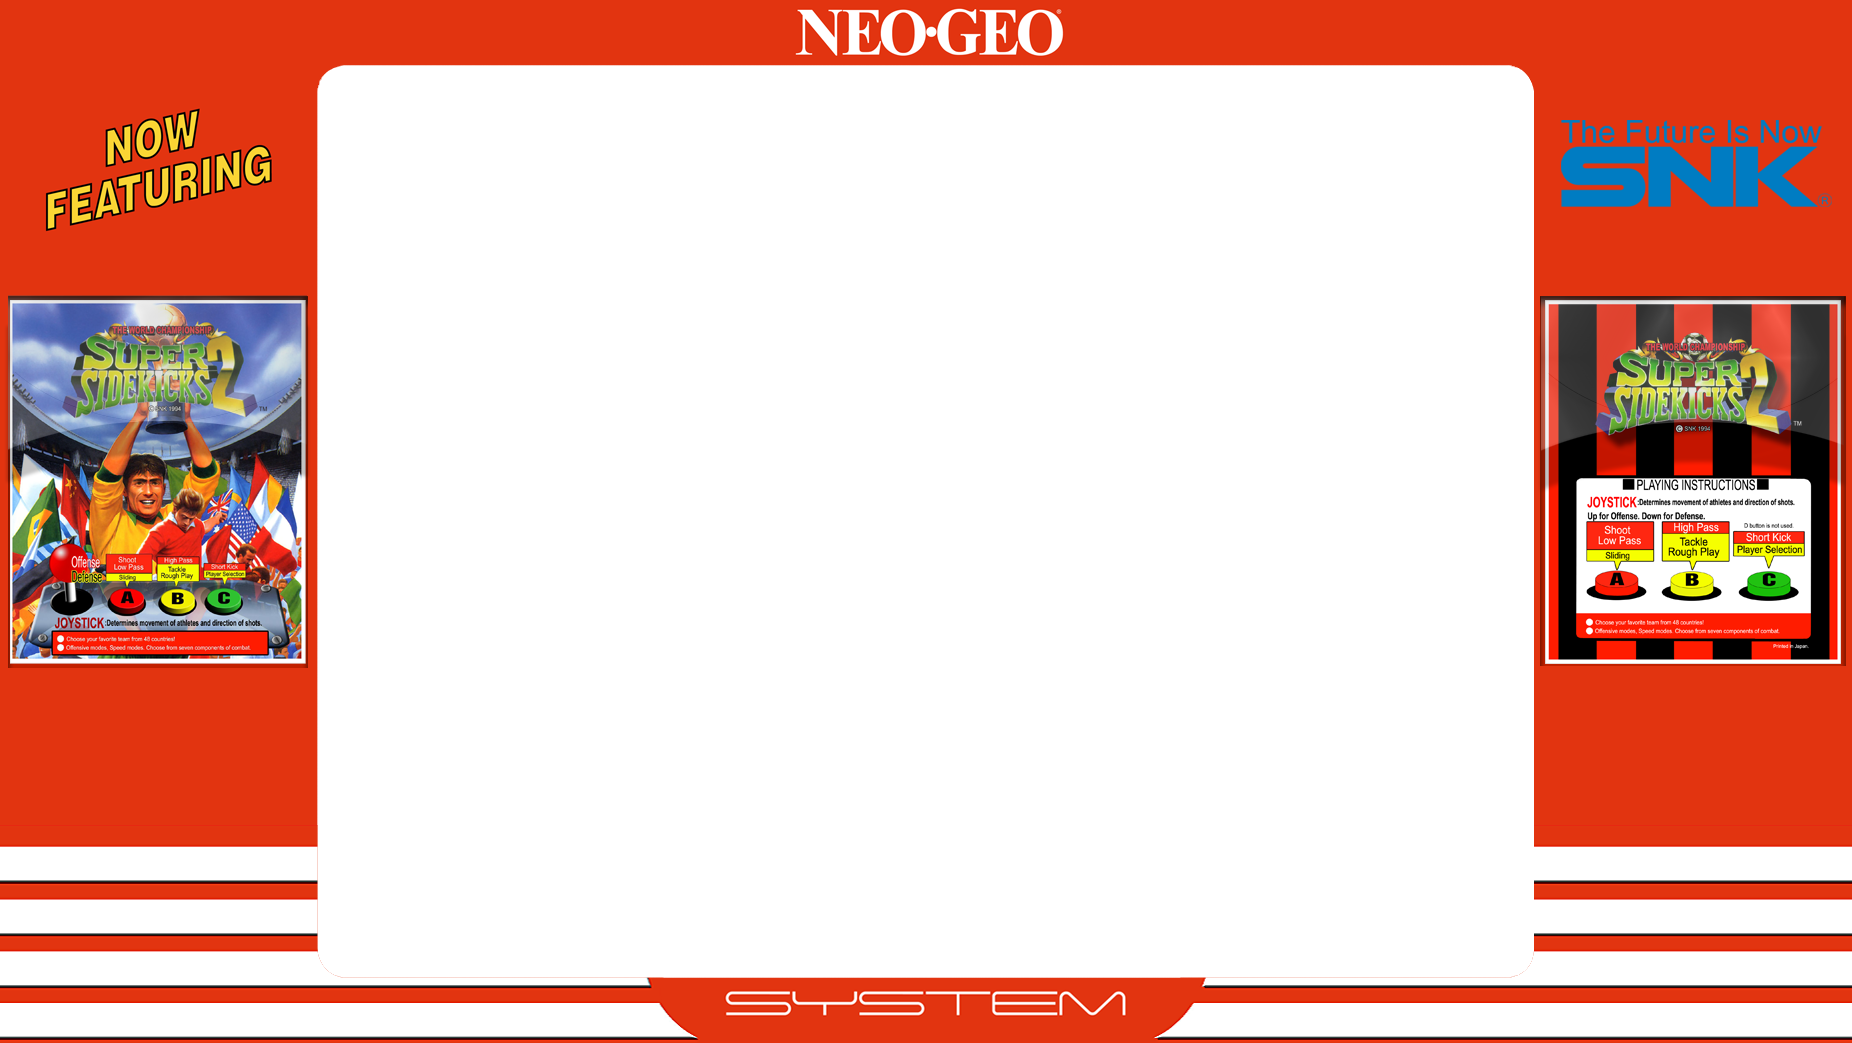 NEO•GEO®
NOW
FEATURING
THE WORLD CHAMPIONSHIP
SUPER
SIDEKICKS 2
TM
© SNK 1994
Offense
Defense
Shoot
Low Pass
Sliding
High Pass
Tackle
Rough Play
Short Kick
Player Selection
A
B
C
JOYSTICK:Determines movement of athletes and direction of shots.
Choose your favorite team from 48 countries!
Offensive modes, Speed modes. Choose from seven components of combat.
The Future Is Now
SNK®
THE WORLD CHAMPIONSHIP
SUPER
SIDEKICKS 2
TM
© SNK 1994
■PLAYING INSTRUCTIONS■
JOYSTICK:Determines movement of athletes and direction of shots.
Up for Offense. Down for Defense.
D button is not used.
Shoot
Low Pass
Sliding
High Pass
Tackle
Rough Play
Short Kick
Player Selection
A
B
C
Choose your favorite team from 48 countries!
Offensive modes, Speed modes. Choose from seven components of combat.
Printed in Japan.
SYSTEM